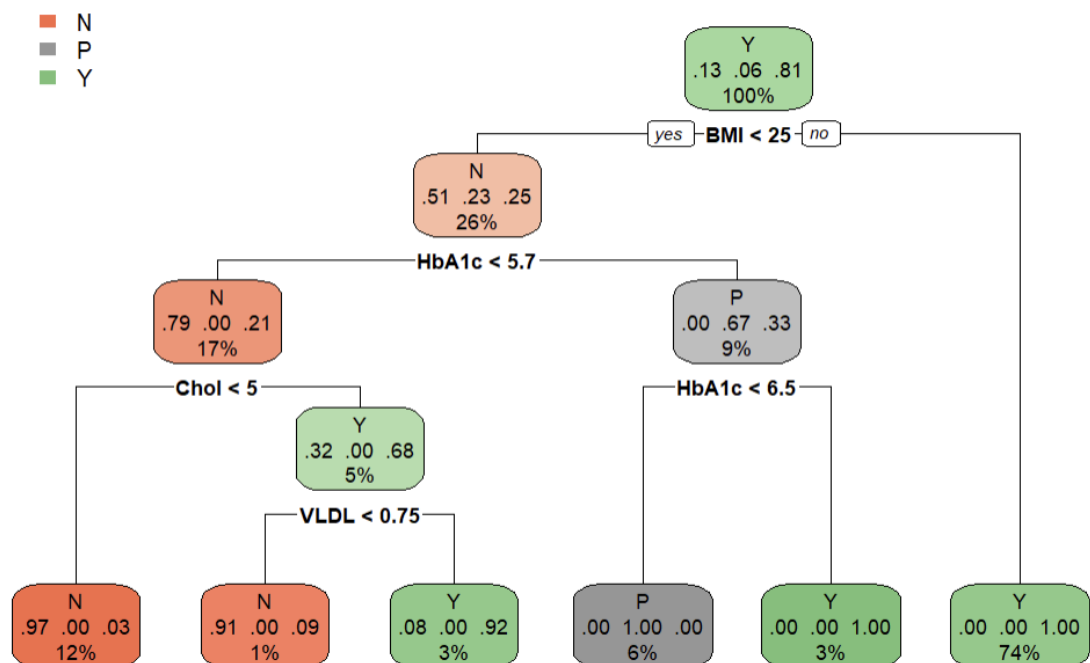 N
P
Y
Y
.13 .06 .81
100%
yes BMI < 25 no
N
.51 .23 .25
26%
HbA1c < 5.7
N
.79 .00 .21
17%
P
.00 .67 .33
9%
Chol < 5
HbA1c < 6.5
Y
.32 .00 .68
5%
VLDL < 0.75
N
.97 .00 .03
12%
N
.91 .00 .09
1%
Y
.08 .00 .92
3%
P
.00 1.00 .00
6%
Y
.00 .00 1.00
3%
Y
.00 .00 1.00
74%